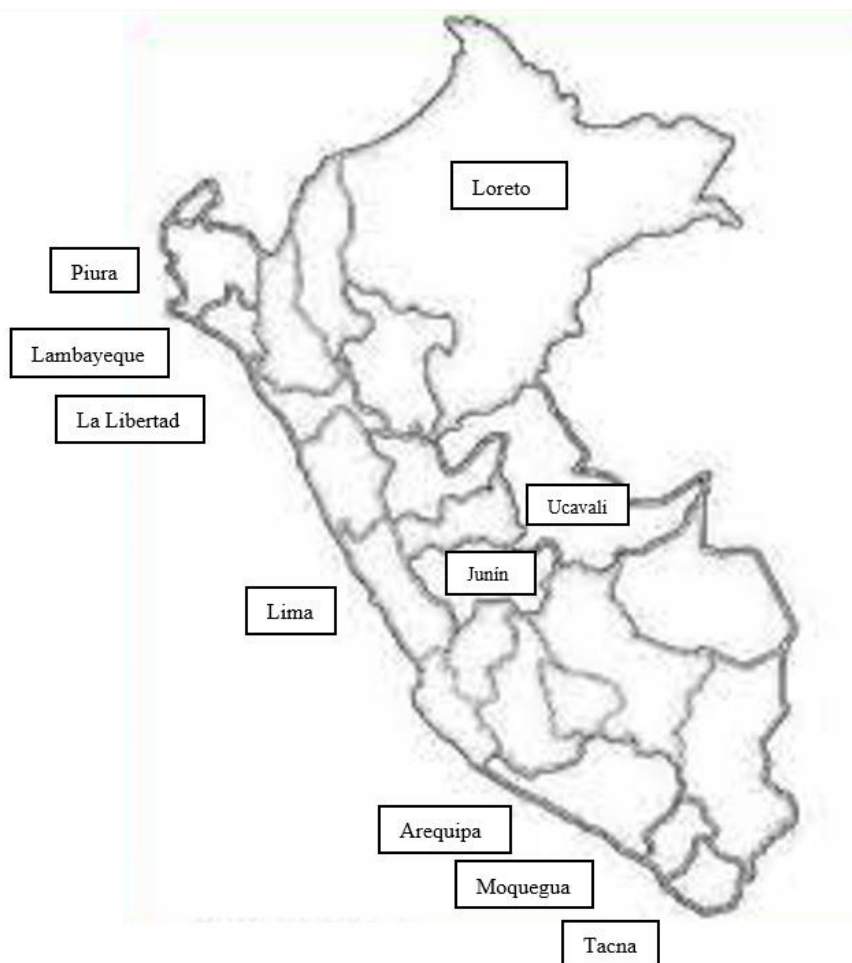 Loreto
Piura
Lambayeque
La Libertad
Ucavali
Junín
Lima
Arequipa
Moquegua
Tacna